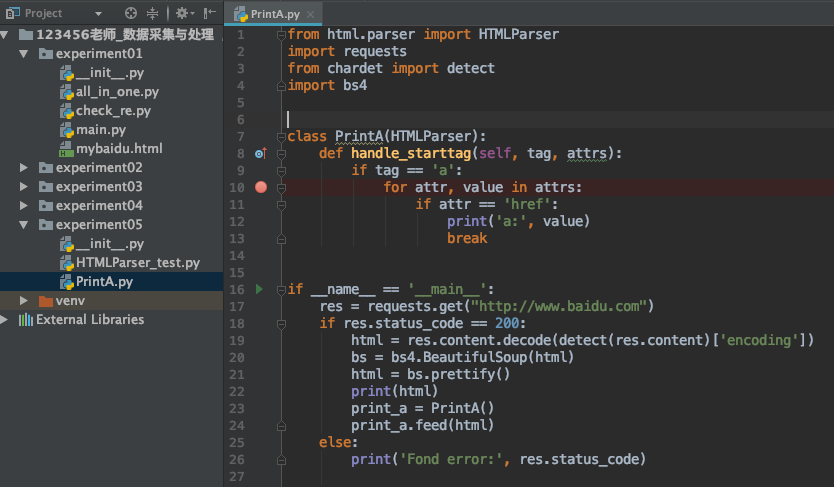 Project
PrintA.py
123456老师_数据采集与处理
experiment01
__init__.py
all_in_one.py
check_re.py
main.py
mybaidu.html
experiment02
experiment03
experiment04
experiment05
__init__.py
HTMLParser_test.py
PrintA.py
venv
External Libraries
1 from html.parser import HTMLParser
2 import requests
3 from chardet import detect
4 import bs4
5
6
7 class PrintA(HTMLParser):
8 def handle_starttag(self, tag, attrs):
9 if tag == 'a':
10 for attr, value in attrs:
11 if attr == 'href':
12 print('a:', value)
13 break
14
15
16 if __name__ == '__main__':
17 res = requests.get("http://www.baidu.com")
18 if res.status_code == 200:
19 html = res.content.decode(detect(res.content)['encoding'])
20 bs = bs4.BeautifulSoup(html)
21 html = bs.prettify()
22 print(html)
23 print_a = PrintA()
24 print_a.feed(html)
25 else:
26 print('Fond error:', res.status_code)
27